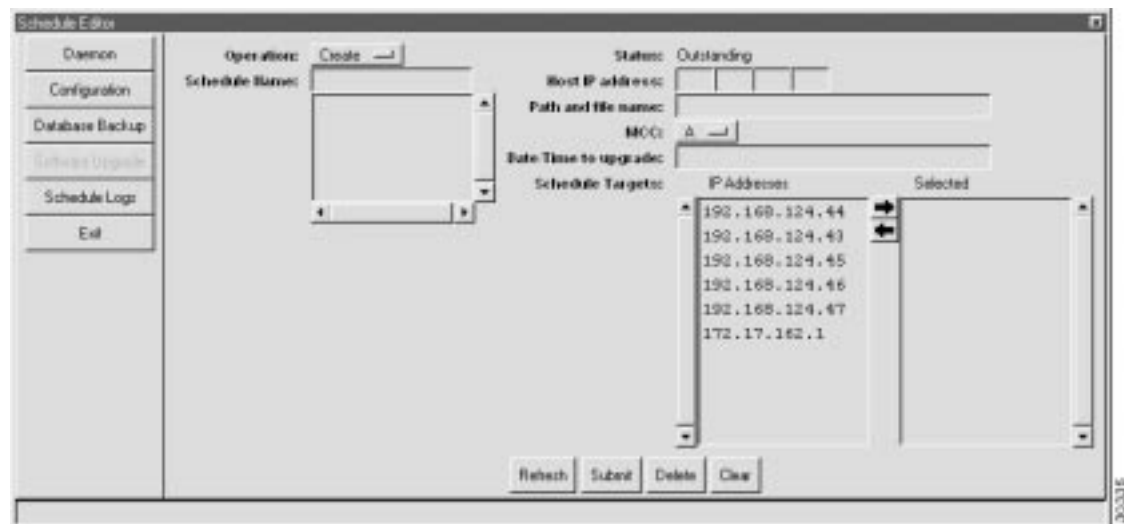 Schedule Editor
Daemon
Configuration
Database Backup
Software Upgrade
Schedule Logs
Exit
Operation: Create
Schedule Name:
Status: Outstanding
Host IP address:
Path and file name:
MCC: A
Date Time to upgrade:
Schedule Targets:
IP Addresses
Selected
192.168.124.44
192.168.124.43
192.168.124.45
192.168.124.46
192.168.124.47
172.17.162.1
Refresh
Submit
Delete
Clear